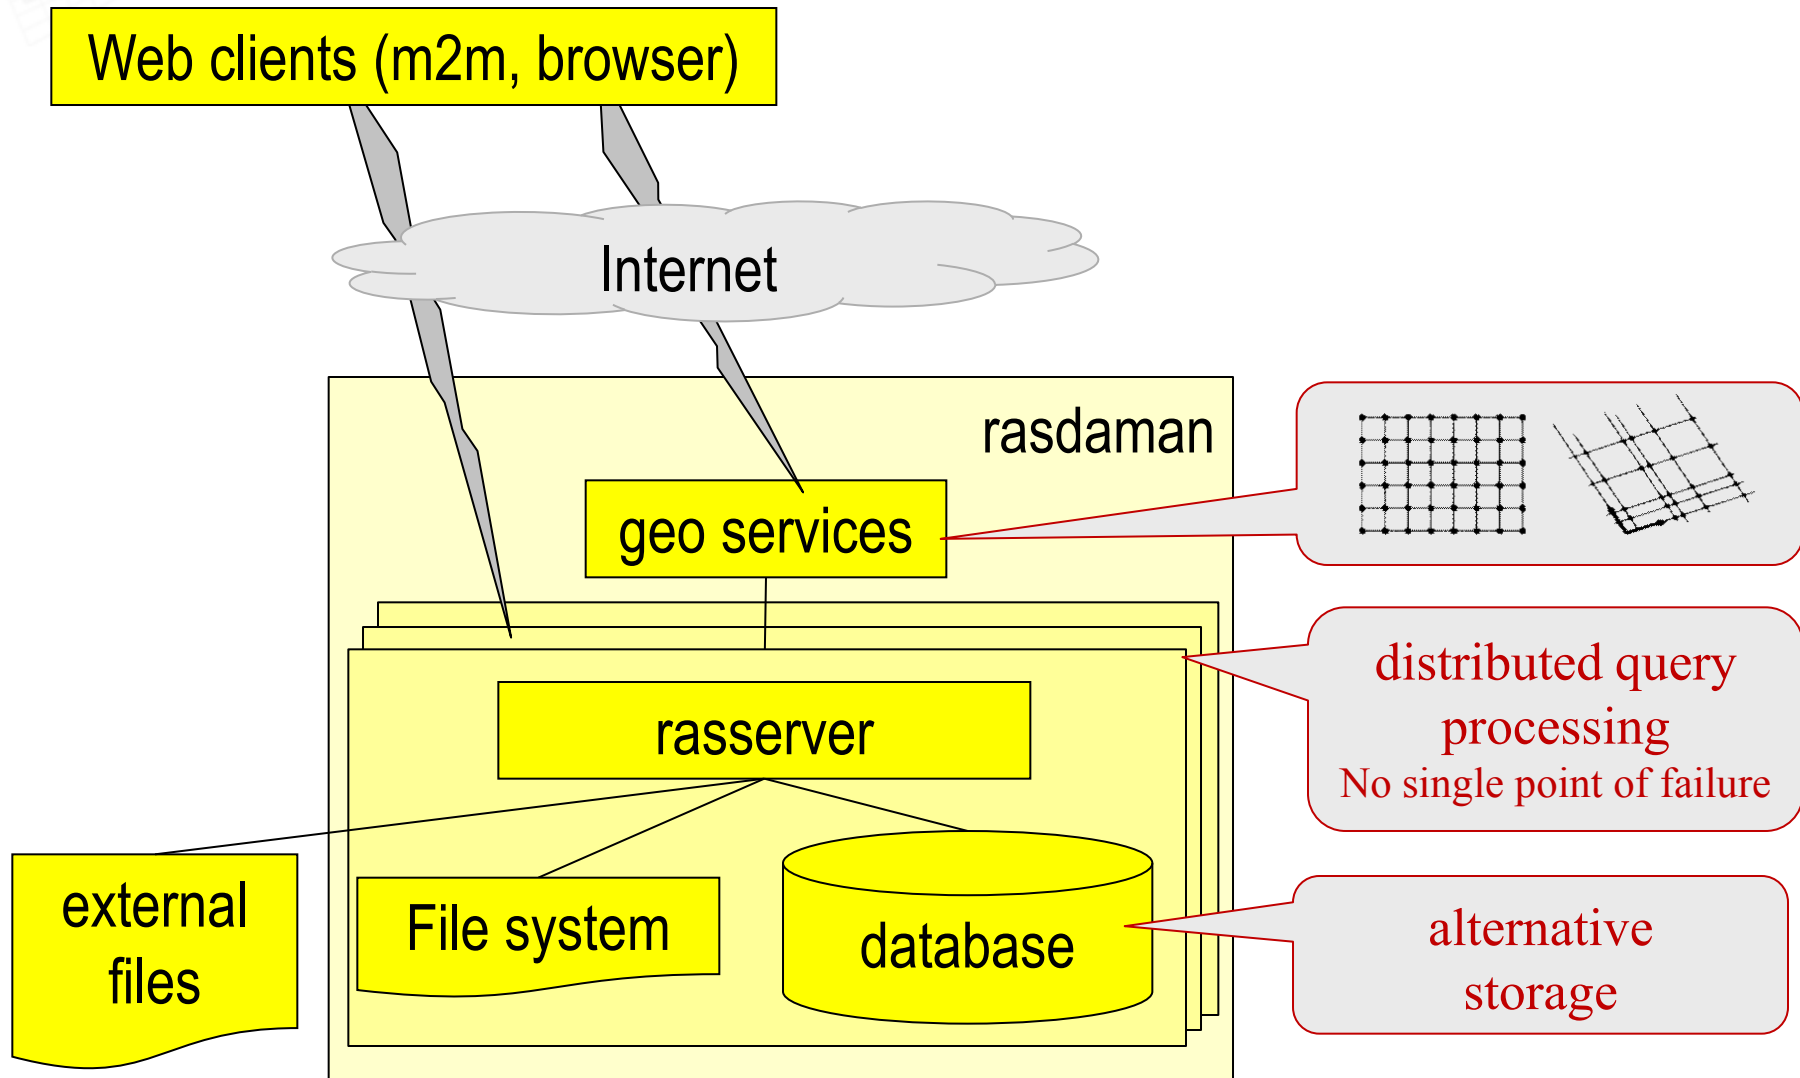 Web clients (m2m, browser)
Internet
rasdaman
geo services
distributed query
processing
No single point of failure
rasserver
external
files
File system
database
alternative
storage